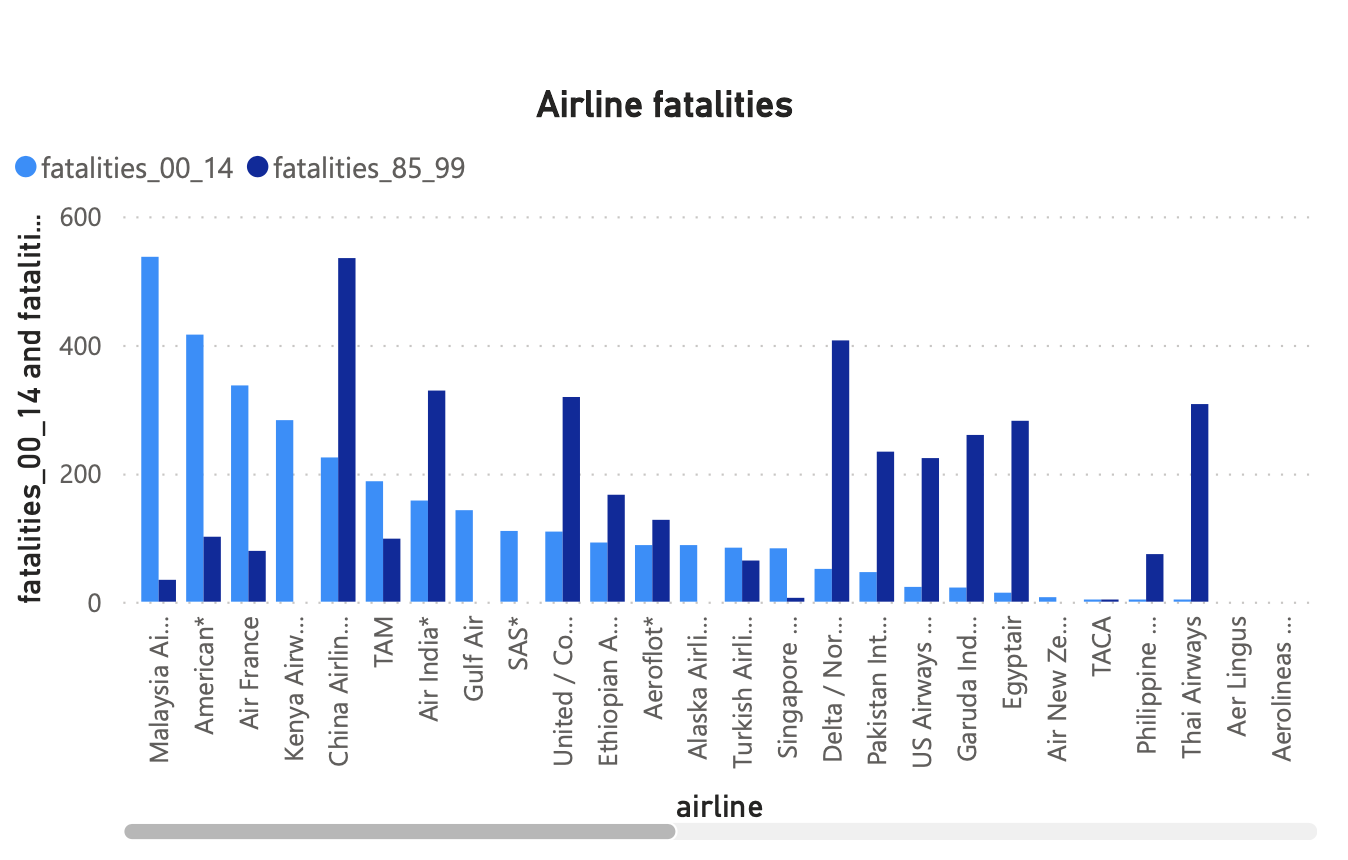 Airline fatalities
fatalities_00_14 fatalities_85_99
fatalities_00_14 and fataliti...
600
400
200
0
Malaysia Ai...
American*
Air France
Kenya Airw...
China Airlin...
TAM
Air India*
Gulf Air
SAS*
United / Co...
Ethiopian A...
Aeroflot*
Alaska Airli...
Turkish Airli...
Singapore ...
Delta / Nor...
Pakistan Int...
US Airways ...
Garuda Ind...
Egyptair
Air New Ze...
TACA
Philippine ...
Thai Airways
Aer Lingus
Aerolineas ...
airline